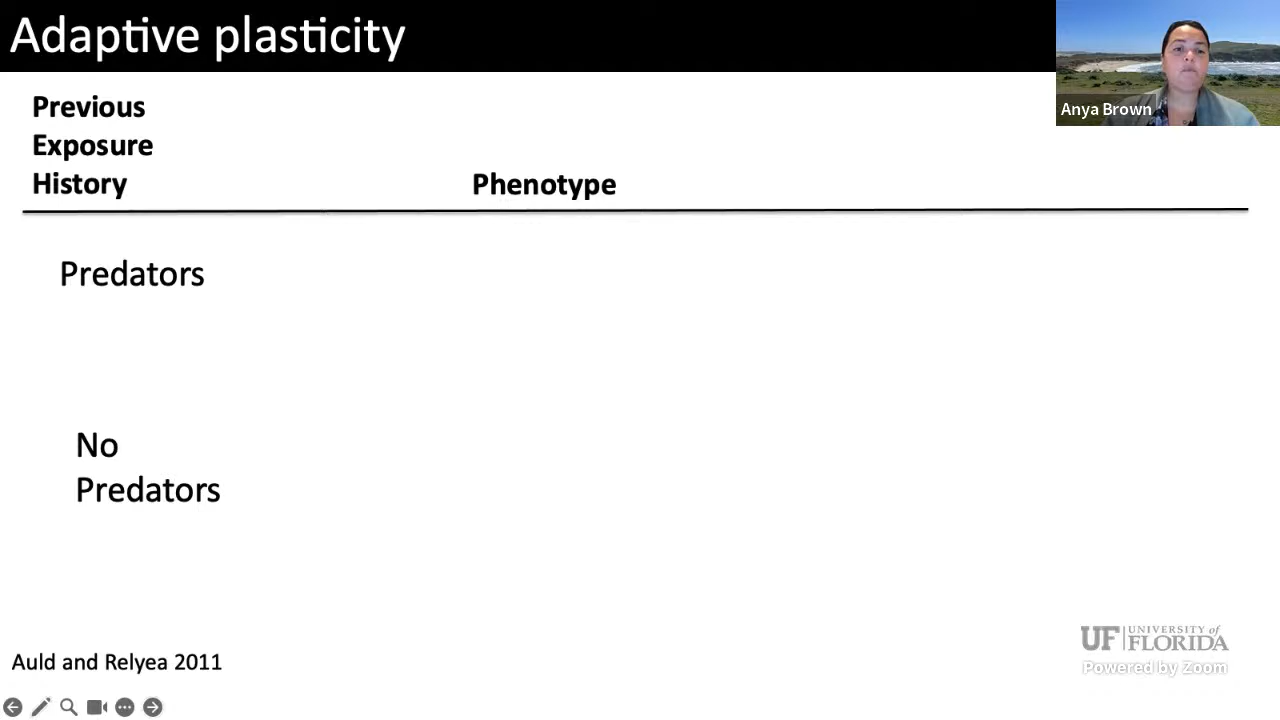 Adaptive plasticity
Anya Brown
Previous
Exposure
History
Phenotype
Predators
No
Predators
Auld and Relyea 2011
UF UNIVERSITY of
FLORIDA
Powered by Zoom